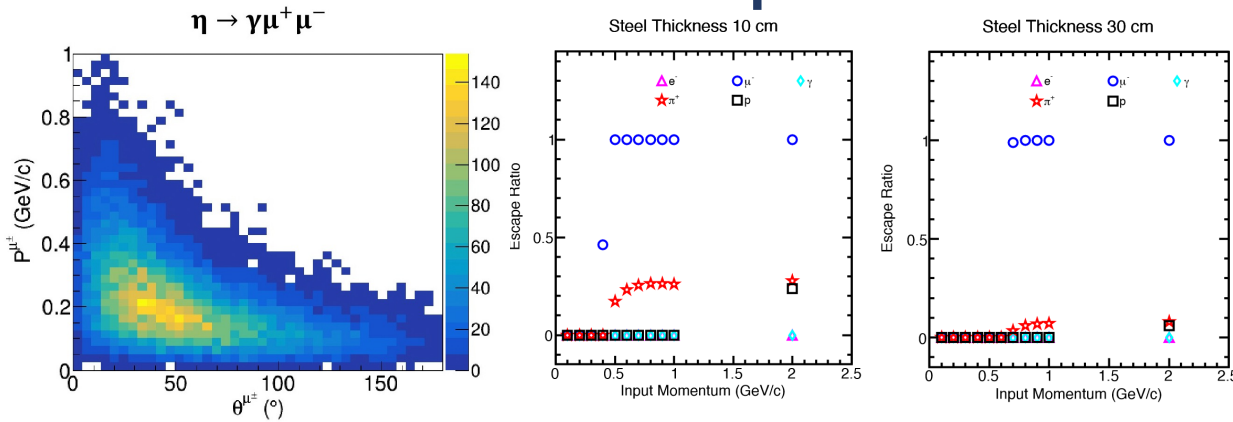 η → γμ⁺μ⁻
1
0.8
0.6
0.4
0.2
0
P^μ± (GeV/c)
0 50 100 150
θ^μ± (°)
140
120
100
80
60
40
20
0
Steel Thickness 10 cm
e⁻ μ⁻ γ
π⁺ p
Escape Ratio
1
0.5
0
0 0.5 1 1.5 2 2.5
Input Momentum (GeV/c)
Steel Thickness 30 cm
e⁻ μ⁻ γ
π⁺ p
Escape Ratio
1
0.5
0
0 0.5 1 1.5 2 2.5
Input Momentum (GeV/c)